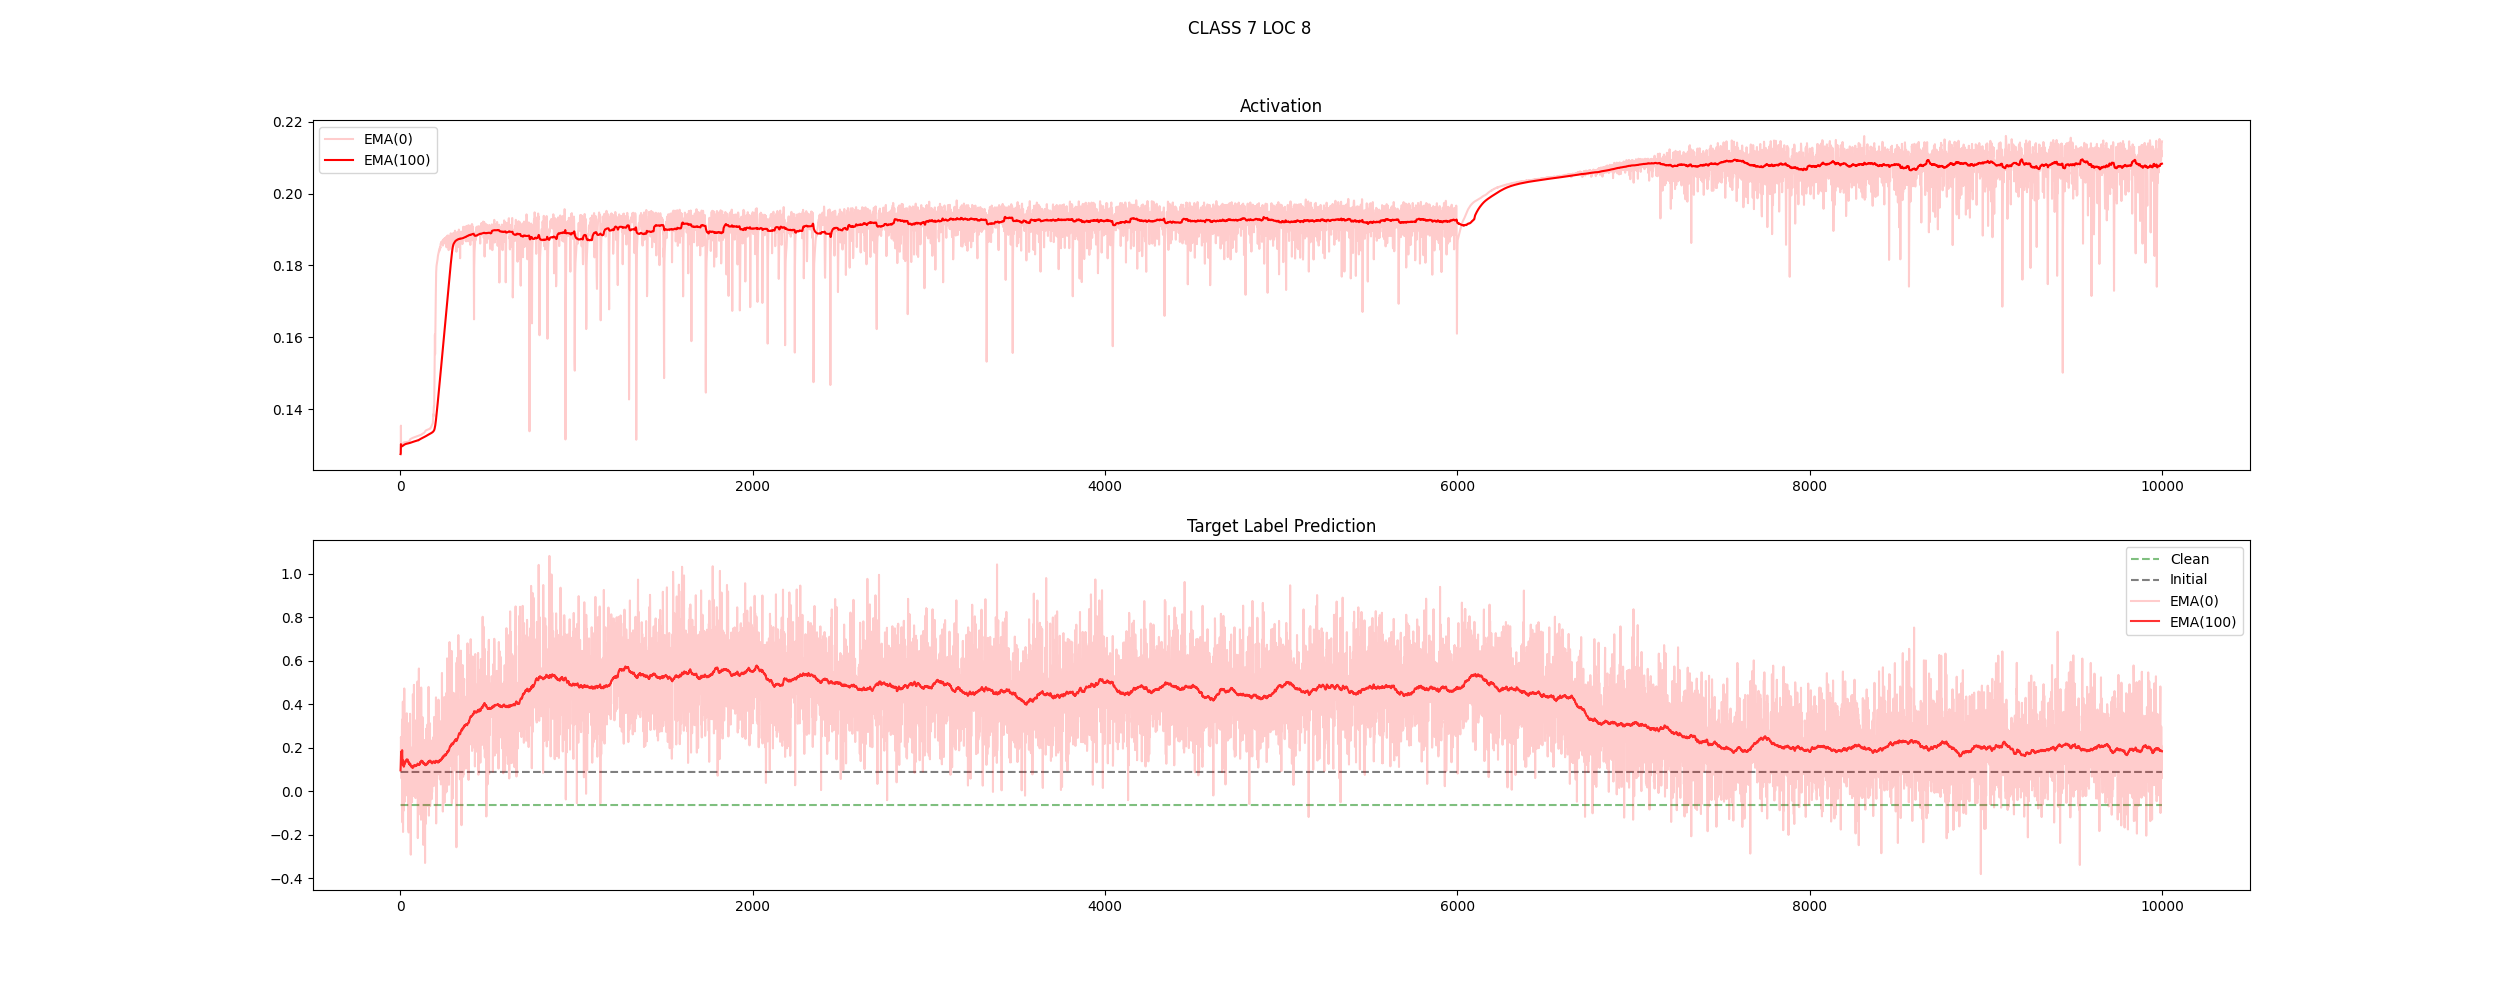 CLASS 7 LOC 8
Activation
0.22
0.20
0.18
0.16
0.14
EMA(0)
EMA(100)
0 2000 4000 6000 8000 10000
Target Label Prediction
1.0
0.8
0.6
0.4
0.2
0.0
−0.2
−0.4
Clean
Initial
EMA(0)
EMA(100)
0 2000 4000 6000 8000 10000